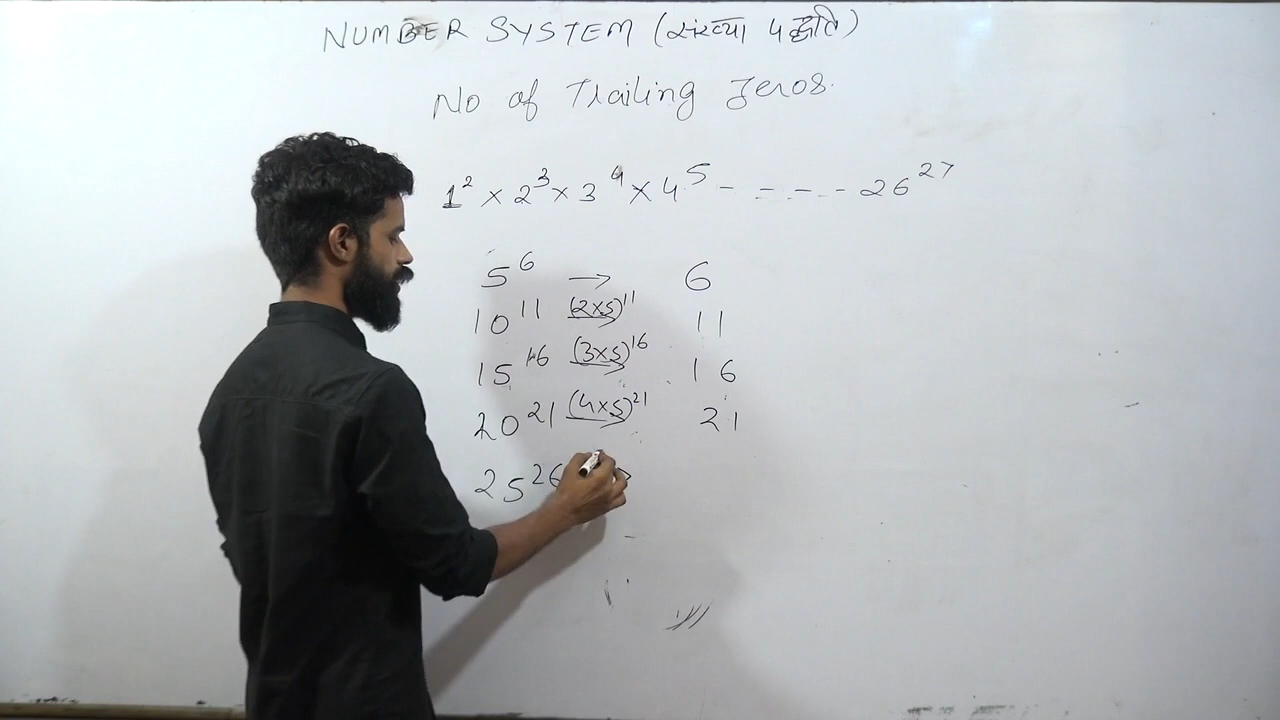 NUMBER SYSTEM (संख्या पद्धति)
No of Trailing Zeros.
1² × 2³ × 3⁴ × 4⁵ - - - - - 26²⁷
5⁶ → 6
10¹¹ (2×5)¹¹ → 11
15¹⁶ (3×5)¹⁶ → 16
20²¹ (4×5)²¹ → 21
25²⁶ →